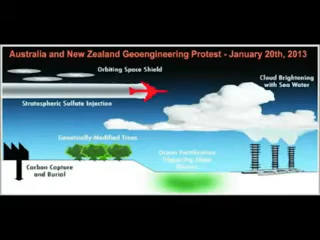 Australia and New Zealand Geoengineering Protest - January 20th, 2013
Orbiting Space Shield
Cloud Brightening
with Sea Water
Stratospheric Sulfate Injection
Genetically-Modified Trees
Ocean Fertilization
Triggering Algae
Blooms
Carbon Capture
and Burial